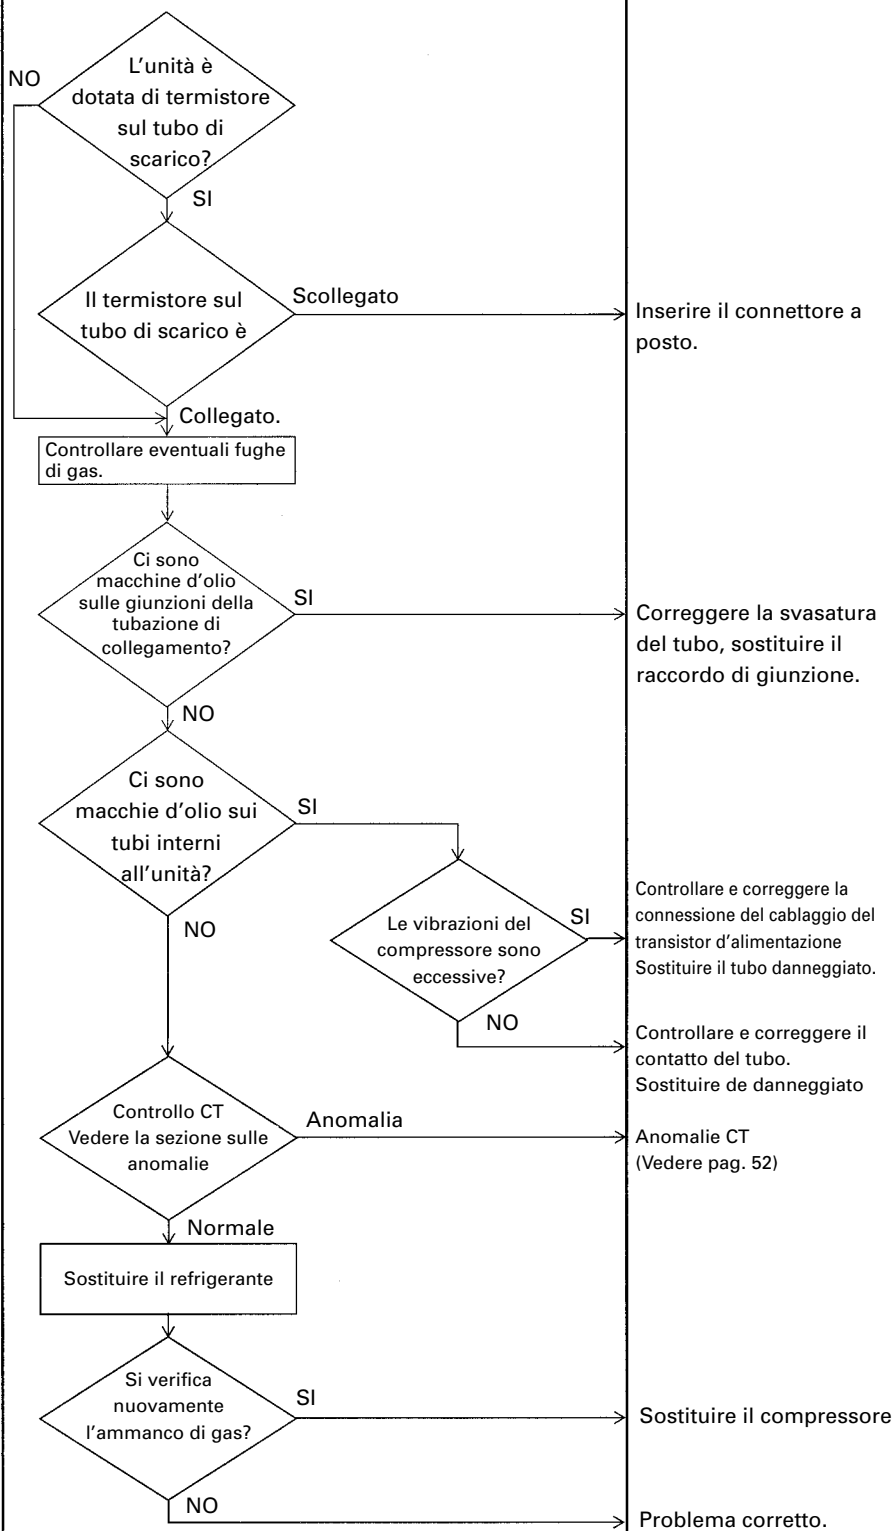 NO
L'unità è
dotata di termistore
sul tubo di
scarico?
SI
Il termistore sul
tubo di scarico è
Scollegato
Inserire il connettore a
posto.
Collegato.
Controllare eventuali fughe
di gas.
Ci sono
macchine d'olio
sulle giunzioni della
tubazione di
collegamento?
SI
Correggere la svasatura
del tubo, sostituire il
raccordo di giunzione.
NO
Ci sono
macchie d'olio sui
tubi interni
all'unità?
SI
NO
Le vibrazioni del
compressore sono
eccessive?
SI
Controllare e correggere la
connessione del cablaggio del
transistor d'alimentazione
Sostituire il tubo danneggiato.
NO
Controllare e correggere il
contatto del tubo.
Sostituire de danneggiato
Controllo CT
Vedere la sezione sulle
anomalie
Anomalia
Anomalie CT
(Vedere pag. 52)
Normale
Sostituire il refrigerante
Si verifica
nuovamente
l'ammanco di gas?
SI
Sostituire il compressore
NO
Problema corretto.